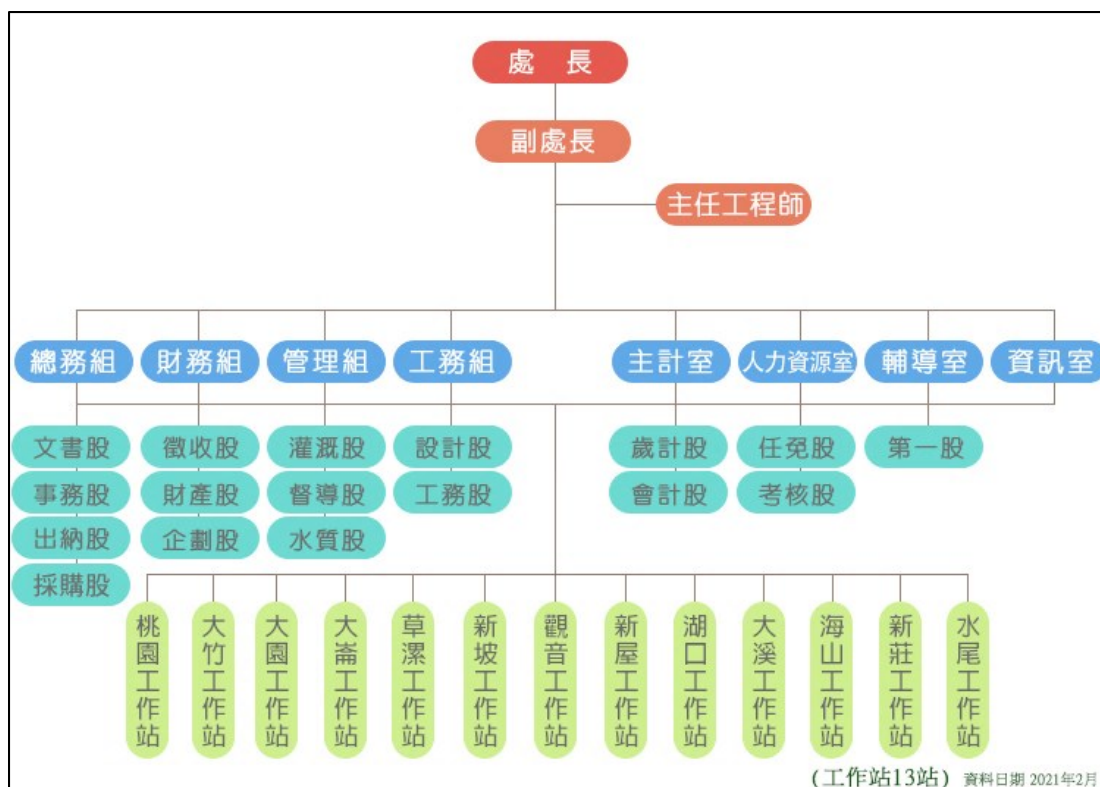 處 長
副處長
主任工程師
總務組 財務組 管理組 工務組 主計室 人力資源室 輔導室 資訊室
文書股 徵收股 灌溉股 設計股 歲計股 任免股 第一股
事務股 財產股 督導股 工務股 會計股 考核股
出納股 企劃股 水質股
採購股
桃園工作站
大竹工作站
大園工作站
大崙工作站
草漯工作站
新坡工作站
觀音工作站
新屋工作站
湖口工作站
大溪工作站
海山工作站
新莊工作站
水尾工作站
(工作站13站) 資料日期 2021年2月